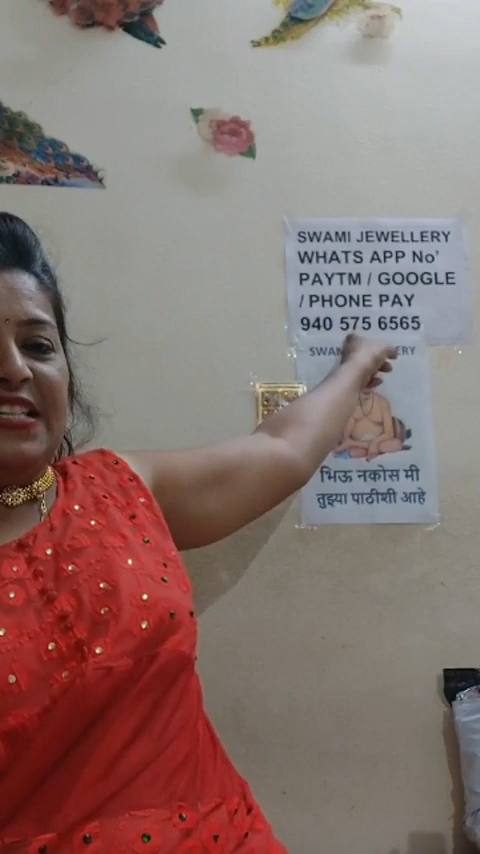 SWAMI JEWELLERY
WHATS APP No'
PAYTM / GOOGLE
/ PHONE PAY
940 575 6565
भिऊ नकोस मी
तुझ्या पाठीशी आहे